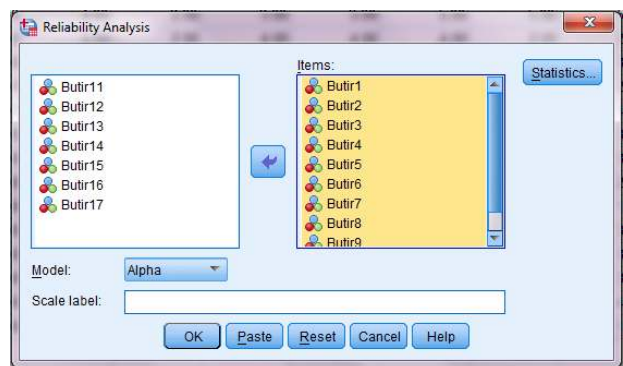 Reliability Analysis
Items:
Statistics...
Butir11
Butir12
Butir13
Butir14
Butir15
Butir16
Butir17
Butir1
Butir2
Butir3
Butir4
Butir5
Butir6
Butir7
Butir8
Butir9
Model: Alpha
Scale label:
OK Paste Reset Cancel Help